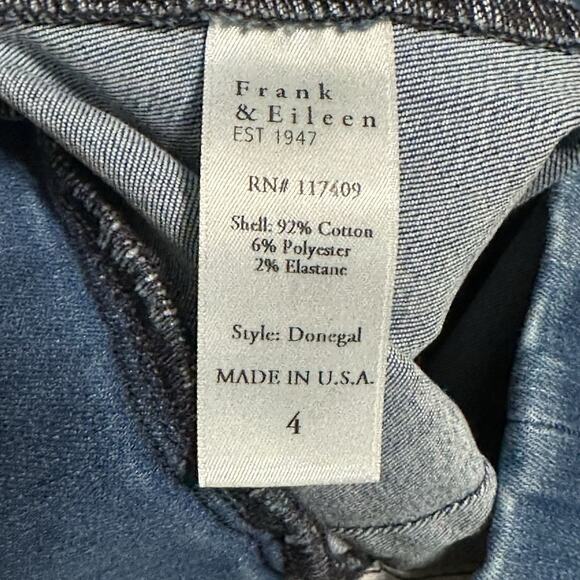 Frank
& Eileen
EST 1947
RN# 117409
Shell: 92% Cotton
6% Polyester
2% Elastane
Style: Donegal
MADE IN U.S.A.
4